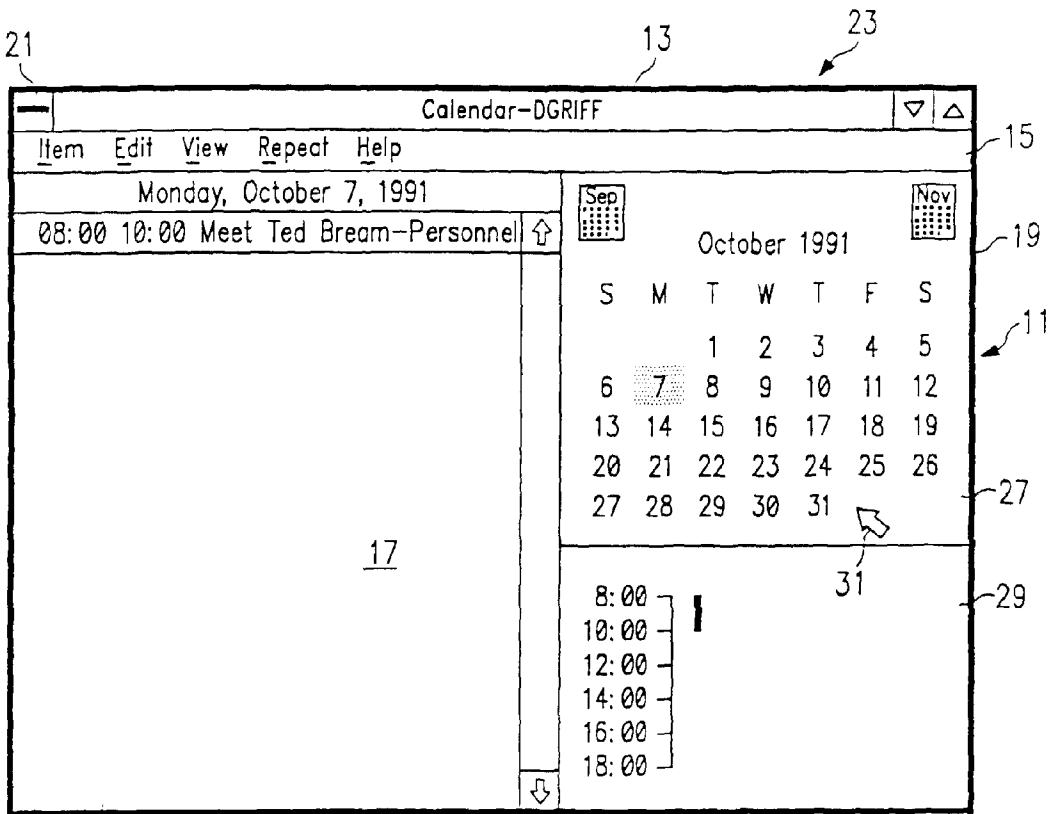 21
13
23
Calendar-DGRIFF
Item Edit View Repeat Help
15
Monday, October 7, 1991
08:00 10:00 Meet Ted Bream-Personnel
17
Sep
Nov
October 1991
19
S M T W T F S
11
1 2 3 4 5
6 7 8 9 10 11 12
13 14 15 16 17 18 19
20 21 22 23 24 25 26
27 28 29 30 31
27
31
8:00
10:00
12:00
14:00
16:00
18:00
29